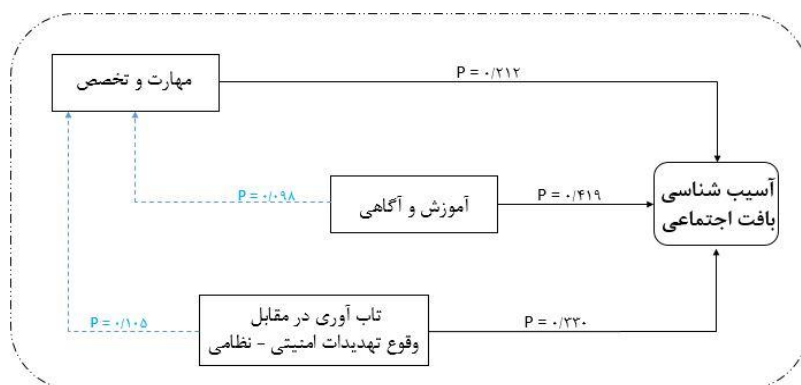 مهارت و تخصص
P = ۰/۲۱۲
آسیب شناسی
بافت اجتماعی
P = ۰/۰۹۸
آموزش و آگاهی
P = ۰/۴۱۹
تاب آوری در مقابل
وقوع تهدیدات امنیتی - نظامی
P = ۰/۱۰۵
P = ۰/۳۳۰